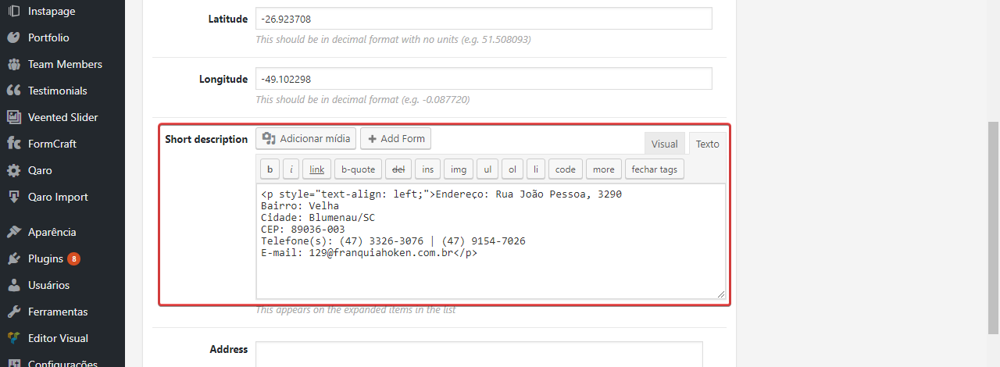 Instapage
Portfolio
Team Members
Testimonials
Veented Slider
FormCraft
Qaro
Qaro Import
Aparência
Plugins 8
Usuários
Ferramentas
Editor Visual
Configurações
Latitude
-26.923708
This should be in decimal format with no units (e.g. 51.508093)
Longitude
-49.102298
This should be in decimal format (e.g. -0.087720)
Short description
Adicionar mídia
Add Form
Visual
Texto
b i link b-quote del ins img ul ol li code more fechar tags
<p style="text-align: left;">Endereço: Rua João Pessoa, 3290
Bairro: Velha
Cidade: Blumenau/SC
CEP: 89036-003
Telefone(s): (47) 3326-3076 | (47) 9154-7026
E-mail: 129@franquiahoken.com.br</p>
This appears on the expanded items in the list
Address